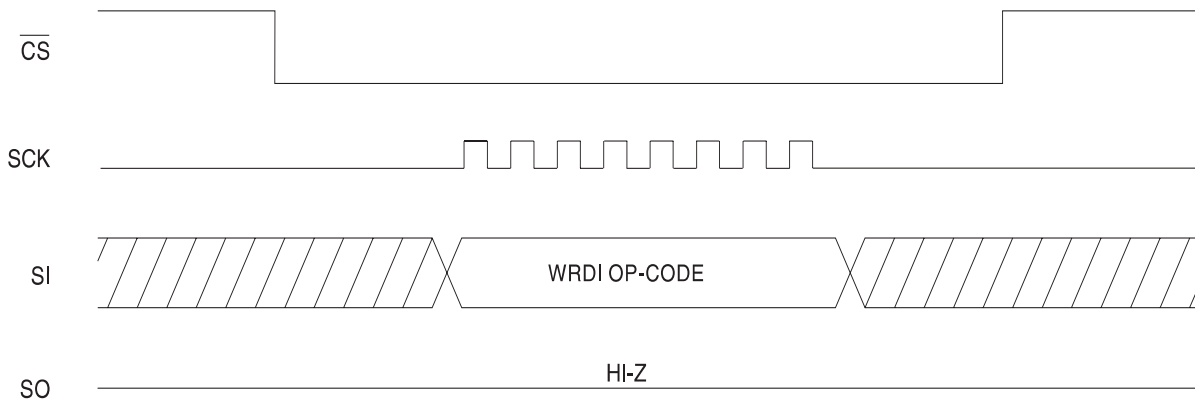 CS
SCK
SI
WRDI OP-CODE
HI-Z
SO